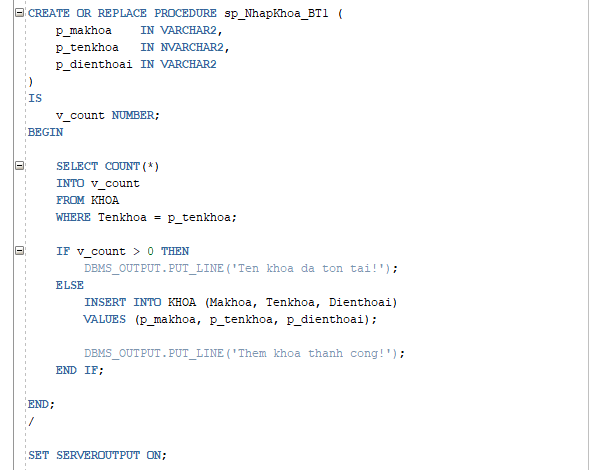 CREATE OR REPLACE PROCEDURE sp_NhapKhoa_BT1 (
    p_makhoa    IN VARCHAR2,
    p_tenkhoa   IN NVARCHAR2,
    p_dienthoai IN VARCHAR2
)
IS
    v_count NUMBER;
BEGIN

    SELECT COUNT(*)
    INTO v_count
    FROM KHOA
    WHERE Tenkhoa = p_tenkhoa;

    IF v_count > 0 THEN
        DBMS_OUTPUT.PUT_LINE('Ten khoa da ton tai!');
    ELSE
        INSERT INTO KHOA (Makhoa, Tenkhoa, Dienthoai)
        VALUES (p_makhoa, p_tenkhoa, p_dienthoai);

        DBMS_OUTPUT.PUT_LINE('Them khoa thanh cong!');
    END IF;

END;
/

SET SERVEROUTPUT ON;